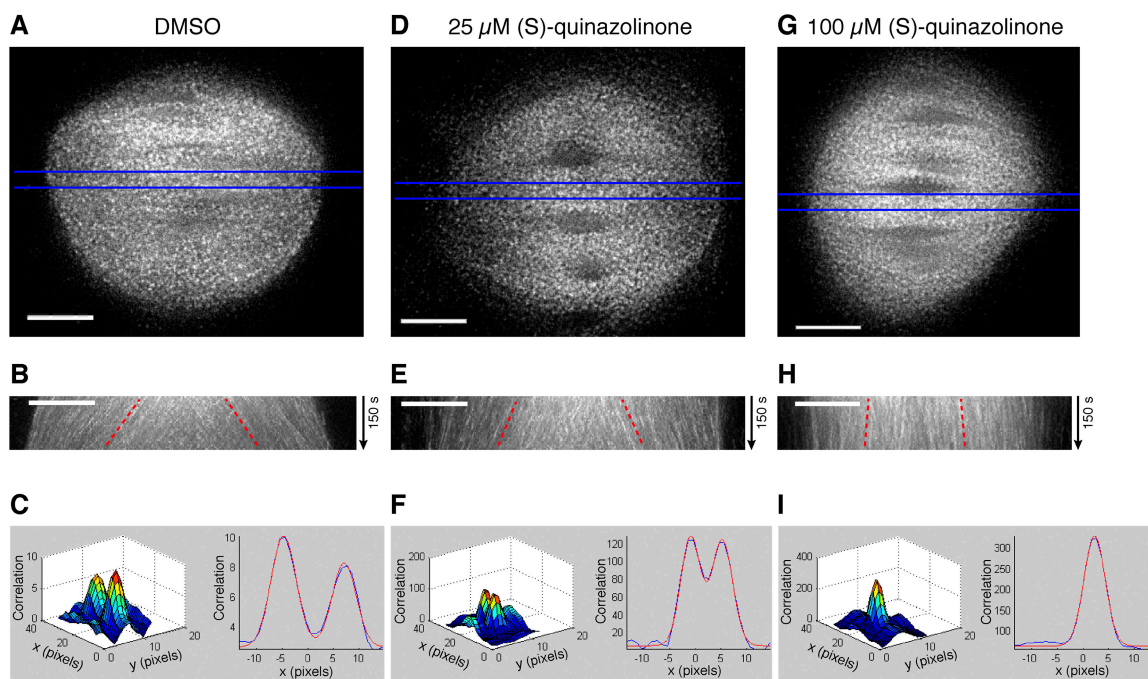 A DMSO
D 25 µM (S)-quinazolinone
G 100 µM (S)-quinazolinone
B 150 s
E 150 s
H 150 s
C
Correlation
10
5
0
40
20
0
x (pixels)
0
20
y (pixels)
Correlation
10
8
6
4
-10 -5 0 5 10
x (pixels)
F
Correlation
200
100
0
40
20
0
x (pixels)
0
20
y (pixels)
Correlation
120
100
80
60
40
20
-10 -5 0 5 10
x (pixels)
I
Correlation
400
200
0
40
20
0
x (pixels)
0
20
y (pixels)
Correlation
300
250
200
150
100
-10 -5 0 5 10
x (pixels)